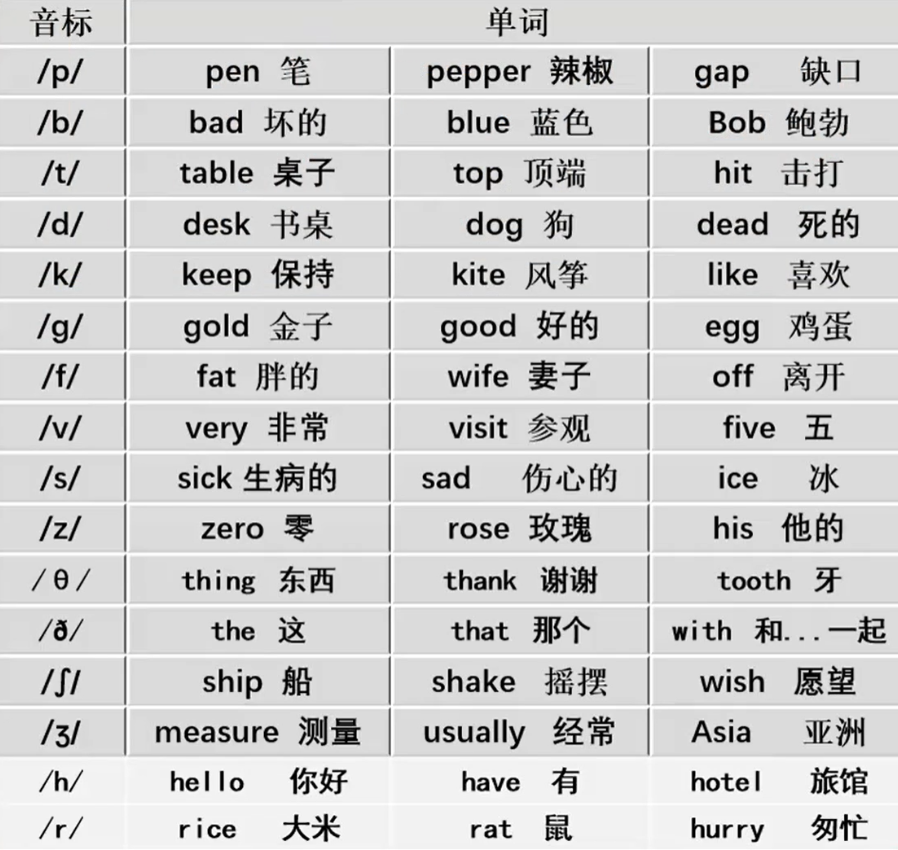 音标 单词
/p/ pen 笔 pepper 辣椒 gap 缺口
/b/ bad 坏的 blue 蓝色 Bob 鲍勃
/t/ table 桌子 top 顶端 hit 击打
/d/ desk 书桌 dog 狗 dead 死的
/k/ keep 保持 kite 风筝 like 喜欢
/g/ gold 金子 good 好的 egg 鸡蛋
/f/ fat 胖的 wife 妻子 off 离开
/v/ very 非常 visit 参观 five 五
/s/ sick 生病的 sad 伤心的 ice 冰
/z/ zero 零 rose 玫瑰 his 他的
/θ/ thing 东西 thank 谢谢 tooth 牙
/ð/ the 这 that 那个 with 和...一起
/ʃ/ ship 船 shake 摇摆 wish 愿望
/ʒ/ measure 测量 usually 经常 Asia 亚洲
/h/ hello 你好 have 有 hotel 旅馆
/r/ rice 大米 rat 鼠 hurry 匆忙